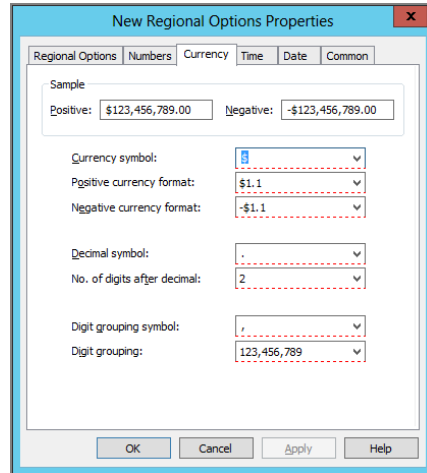 New Regional Options Properties
x
Regional Options Numbers Currency Time Date Common
Sample
Positive: $123,456,789.00 Negative: -$123,456,789.00
Currency symbol: $
Positive currency format: $1.1
Negative currency format: -$1.1
Decimal symbol: .
No. of digits after decimal: 2
Digit grouping symbol: ,
Digit grouping: 123,456,789
OK Cancel Apply Help